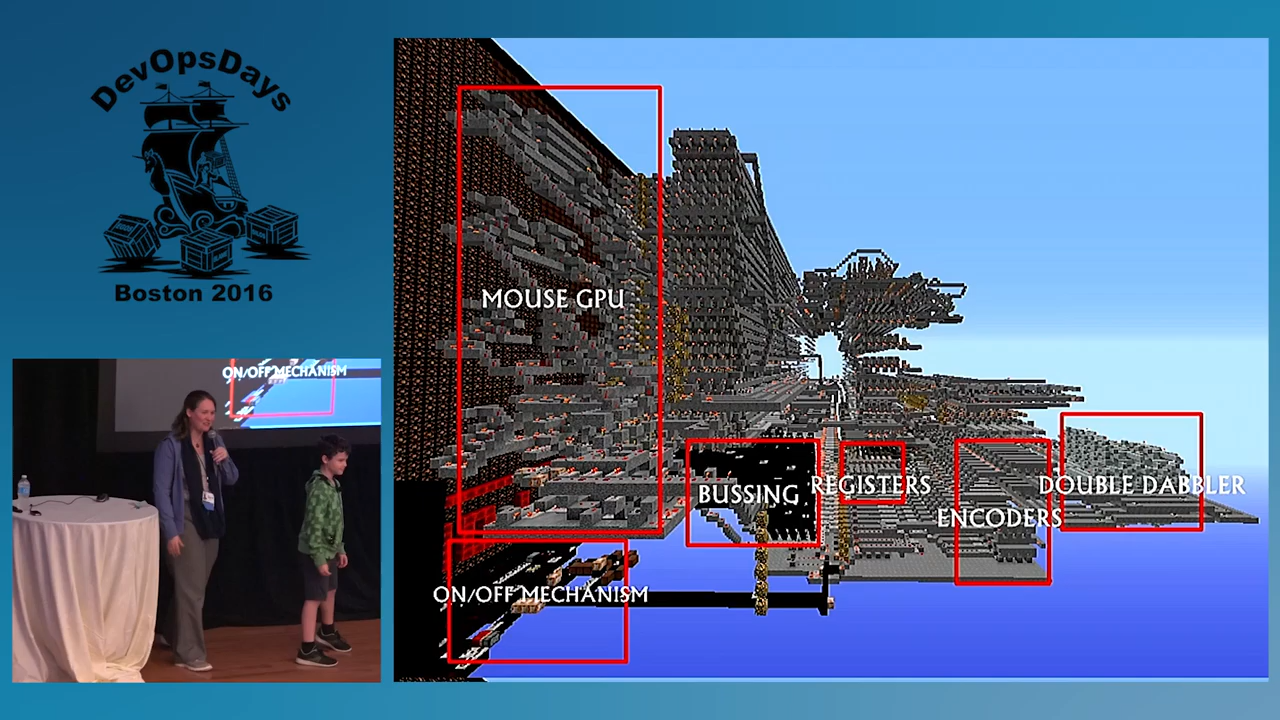 DevOpsDays
Boston 2016
MOUSE GPU
BUSSING
REGISTERS
DOUBLE DABBLER
ENCODERS
ON/OFF MECHANISM
ON/OFF MECHANISM